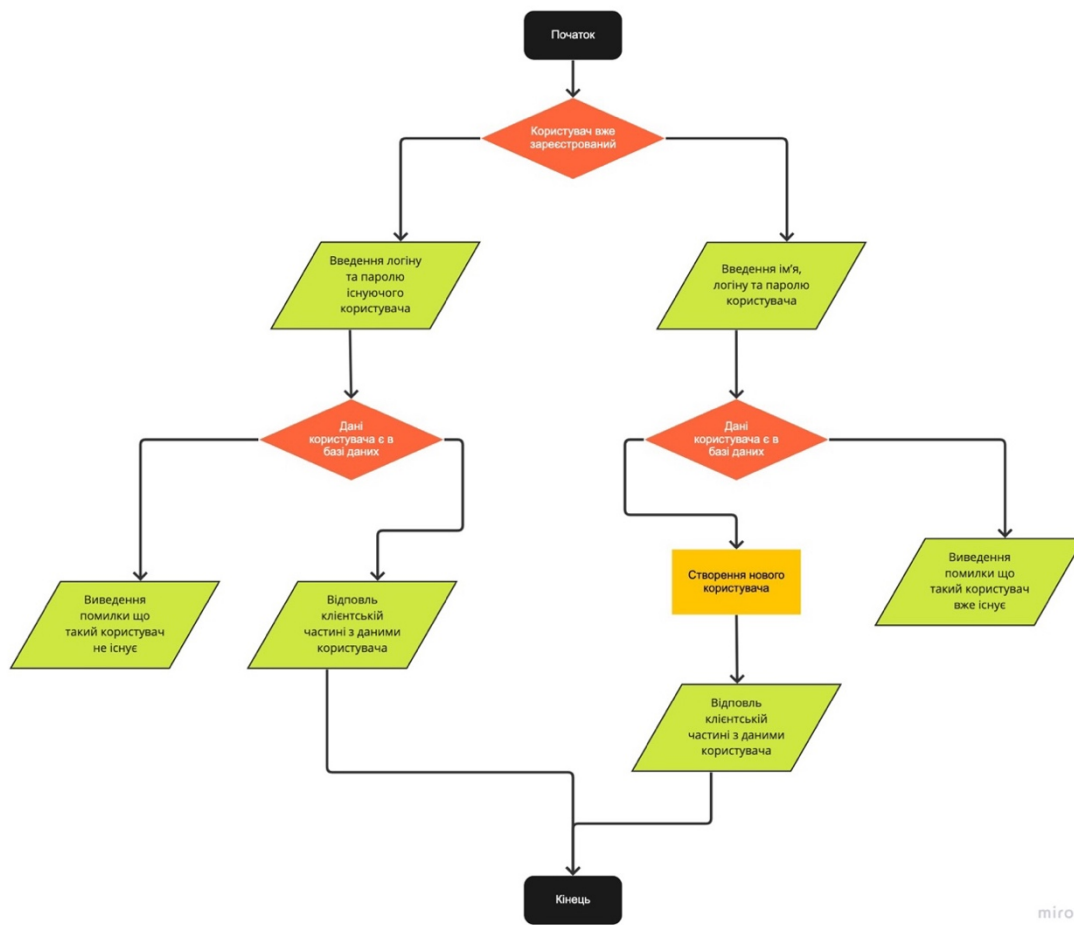 Початок
Користувач вже
зареєстрований
Введення логіну
та паролю
існуючого
користувача
Введення ім'я,
логіну та паролю
користувача
Дані
користувача є в
базі даних
Дані
користувача є в
базі даних
Виведення
помилки що
такий користувач
не існує
Відповль
клієнтській
частині з даними
користувача
Створення нового
користувача
Виведення
помилки що
такий користувач
вже існує
Відповль
клієнтській
частині з даними
користувача
Кінець
miro